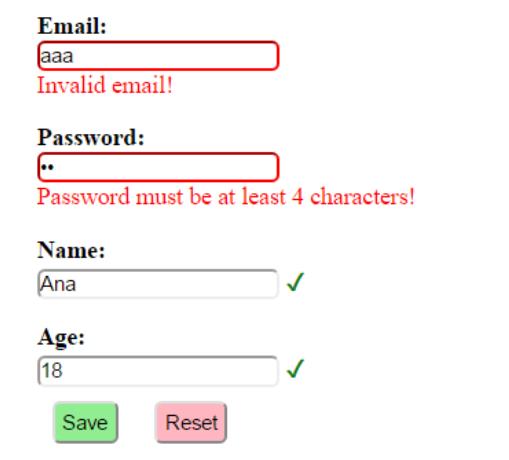 Email:
aaa
Invalid email!
Password:
••
Password must be at least 4 characters!
Name:
Ana ✓
Age:
18 ✓
Save Reset